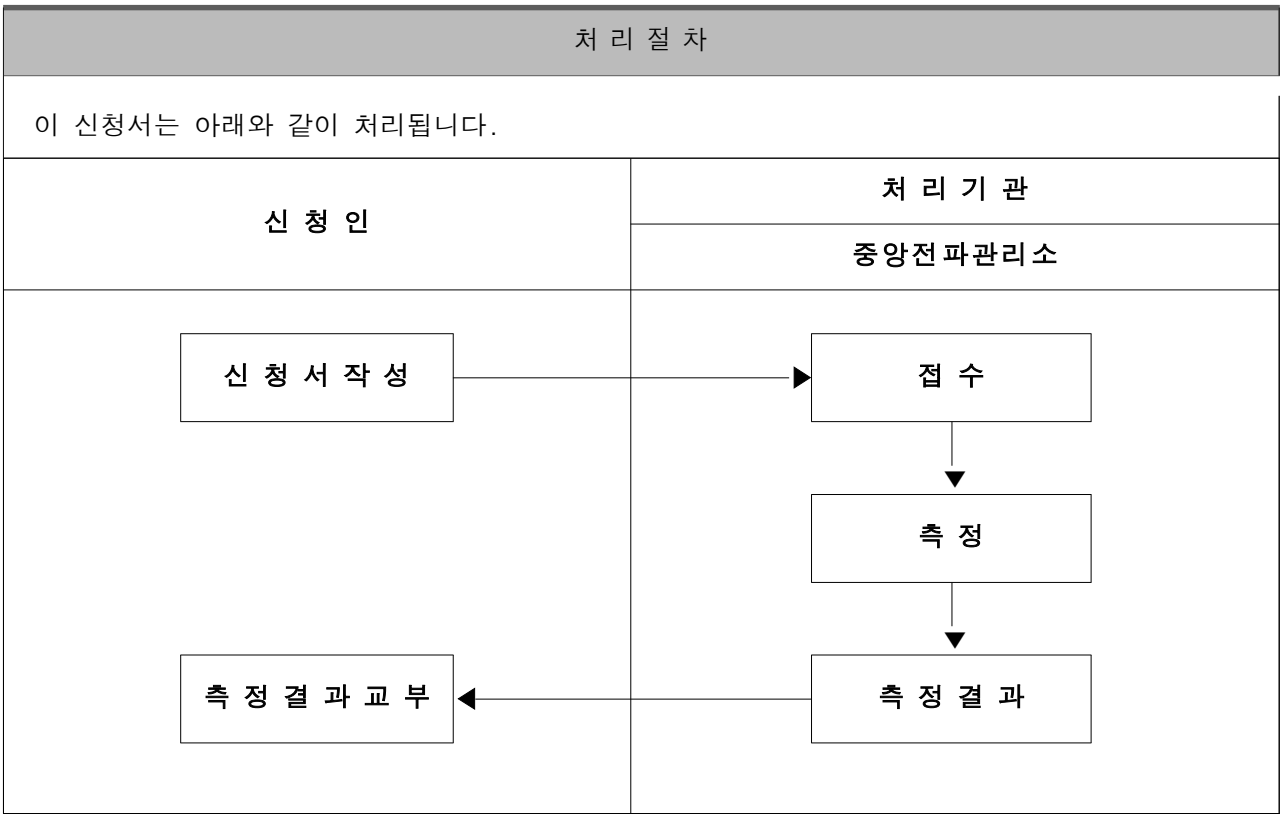 처 리 절 차
이 신청서는 아래와 같이 처리됩니다.
신 청 인
처 리 기 관
중앙전파관리소
신 청 서 작 성
접 수
측 정
측 정 결 과 교 부
측 정 결 과